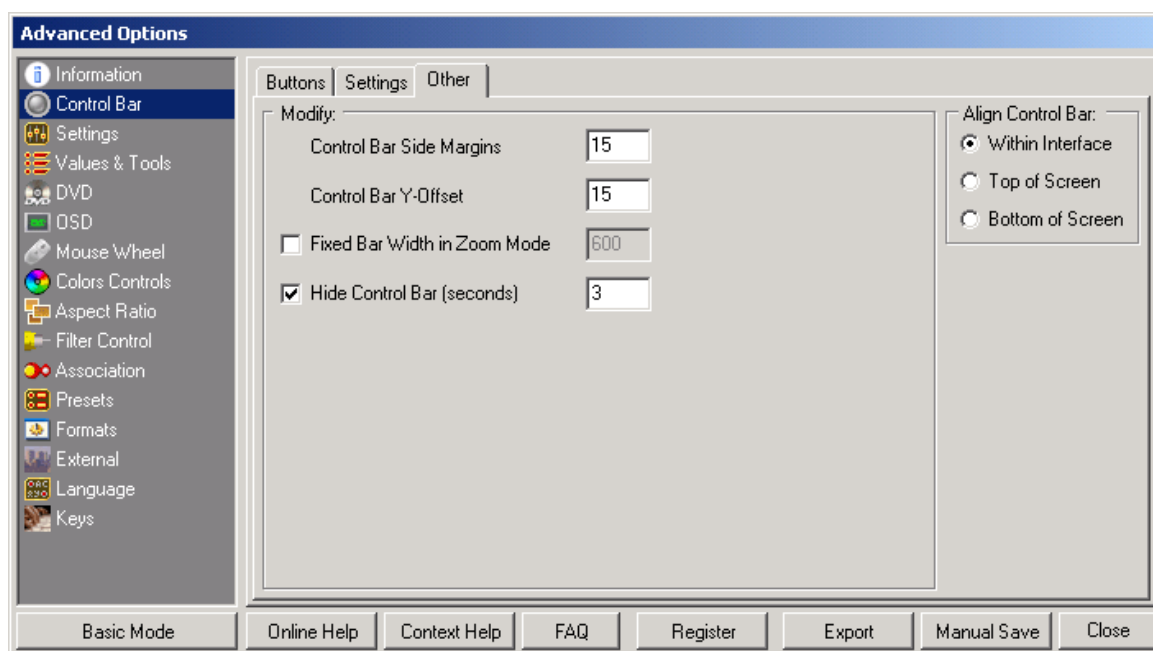 Advanced Options
Information
Control Bar
Settings
Values & Tools
DVD
OSD
Mouse Wheel
Colors Controls
Aspect Ratio
Filter Control
Association
Presets
Formats
External
Language
Keys
Buttons Settings Other
Modify:
Control Bar Side Margins 15
Control Bar Y-Offset 15
Fixed Bar Width in Zoom Mode 600
Hide Control Bar (seconds) 3
Align Control Bar:
Within Interface
Top of Screen
Bottom of Screen
Basic Mode Online Help Context Help FAQ Register Export Manual Save Close